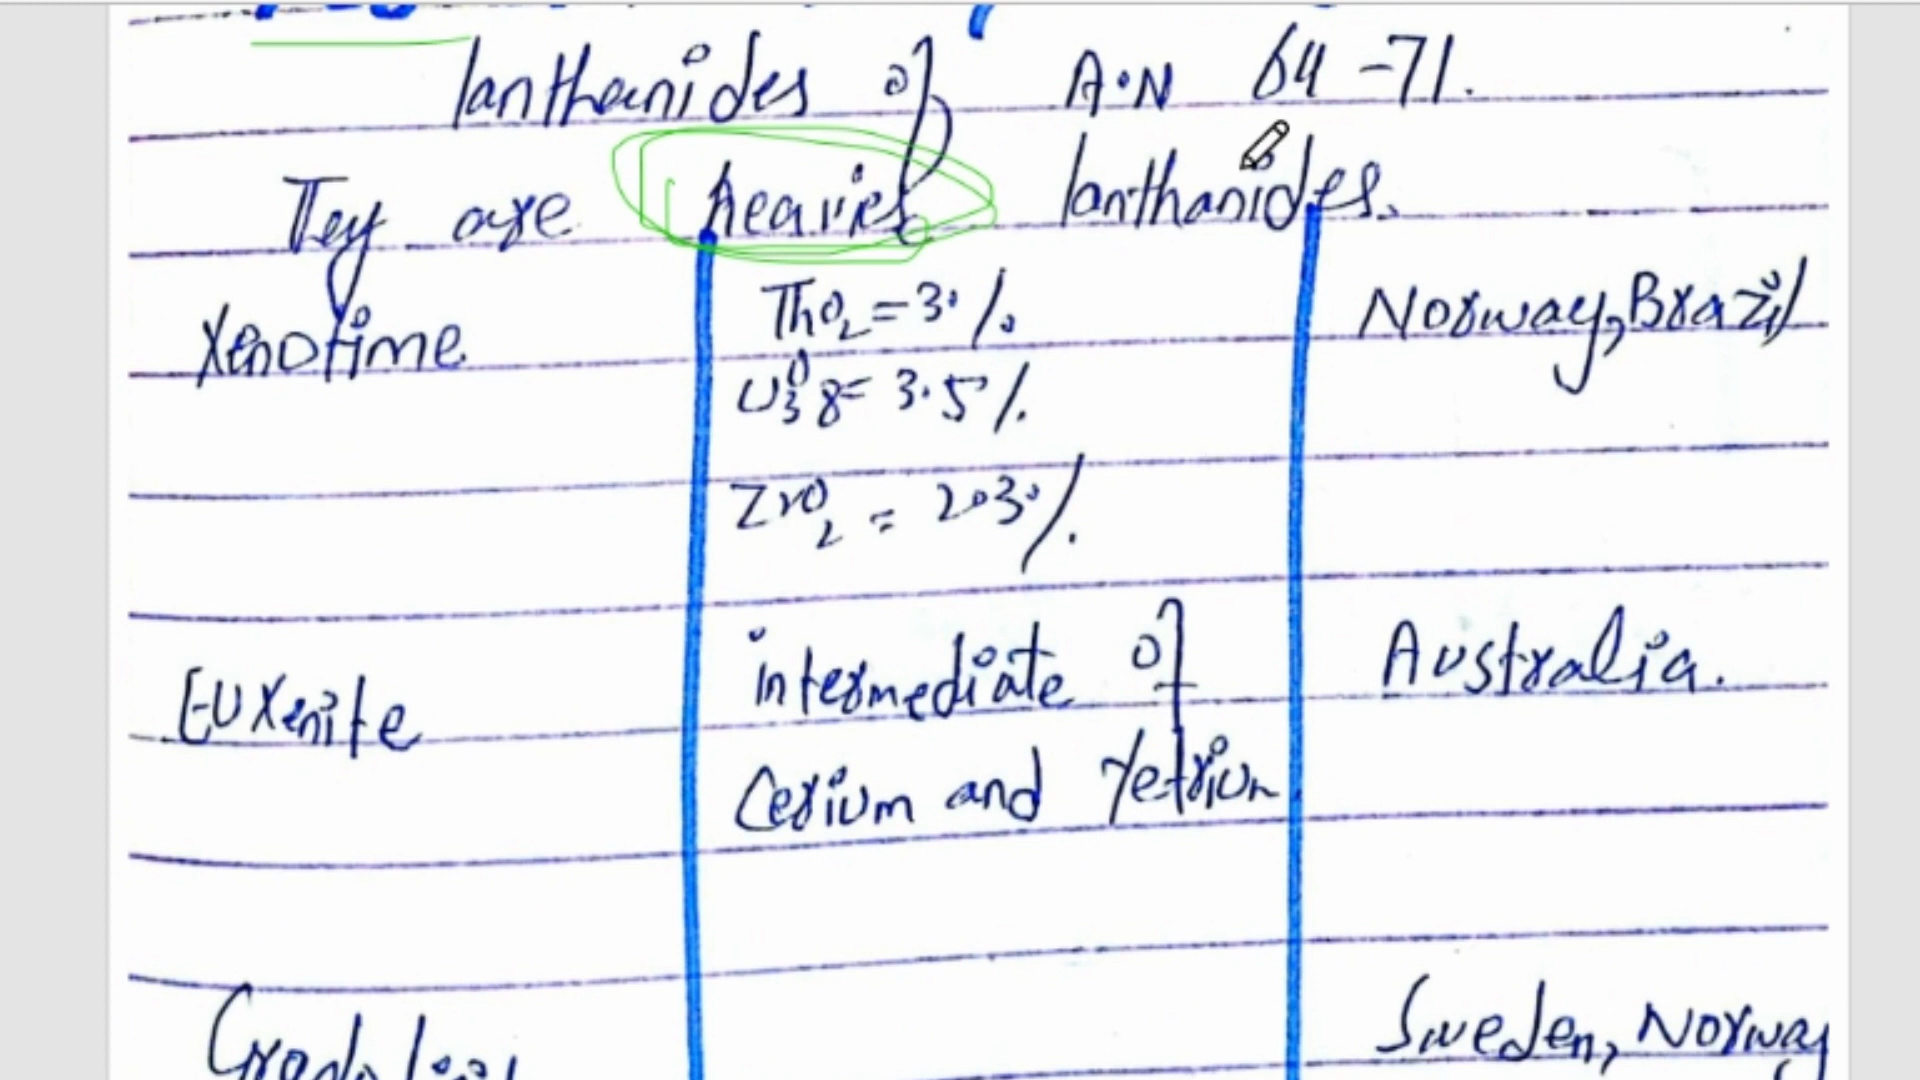 lanthanides of A.N 64-71.
Tey are heavier lanthanides.
Xenotime ThO2 = 3% Norway, Brazil
U3O8 = 3.5%
ZrO2 = 2-3%
Euxenite intermediate of Australia.
Cerium and Yetrium
Sweden, Norway